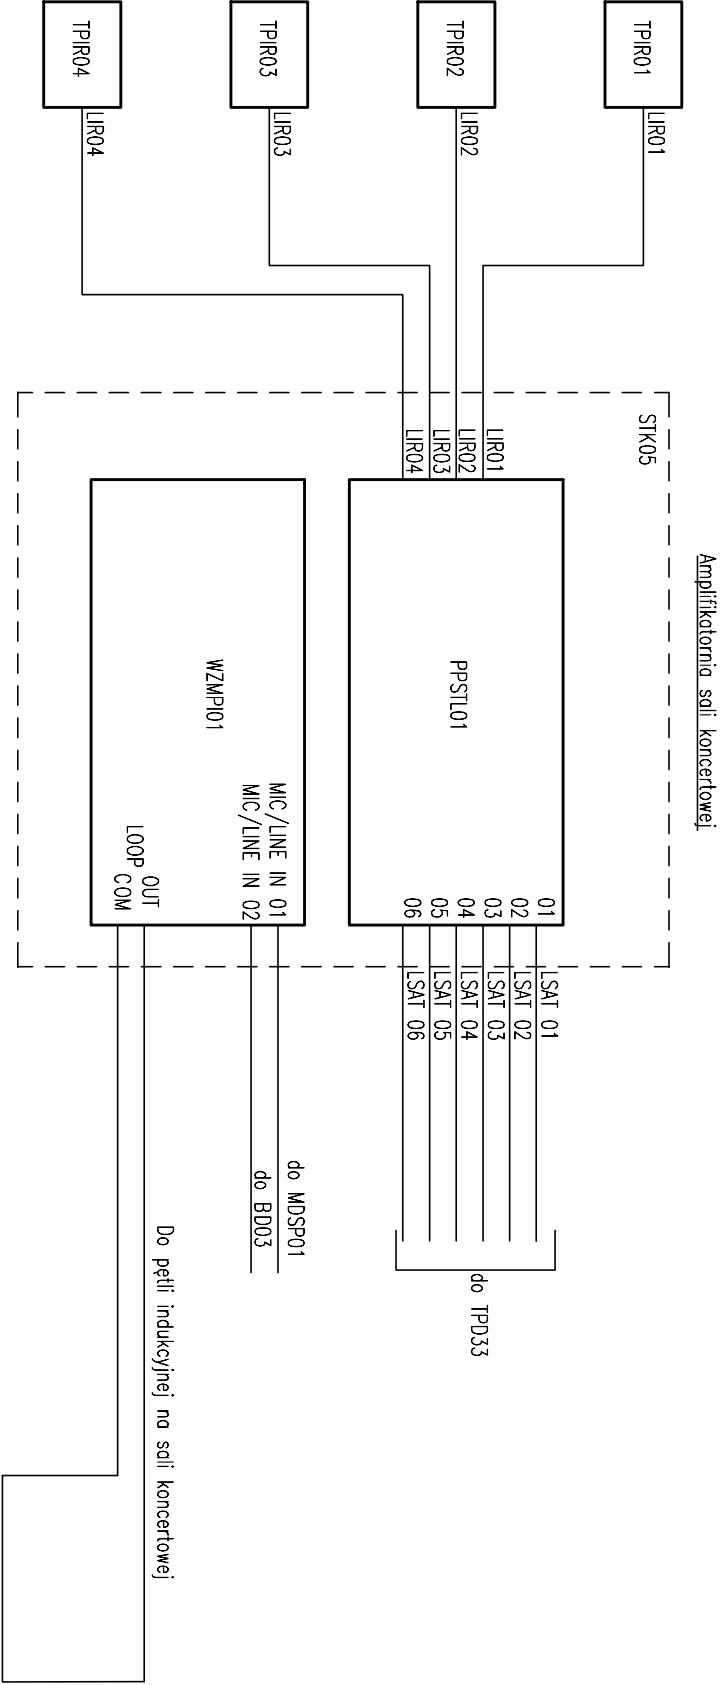 Amplifikatornia sali koncertowej
STK05
TPIR01
LIR01
TPIR02
LIR02
TPIR03
LIR03
TPIR04
LIR04
LIR01
LIR02
LIR03
LIR04
PPSTL01
01
02
03
04
05
06
LSAT 01
LSAT 02
LSAT 03
LSAT 04
LSAT 05
LSAT 06
do TPD33
WZMPI01
MIC/LINE IN 01
MIC/LINE IN 02
LOOP OUT
COM
do MDSP01
do BD03
Do pętli indukcyjnej na sali koncertowej